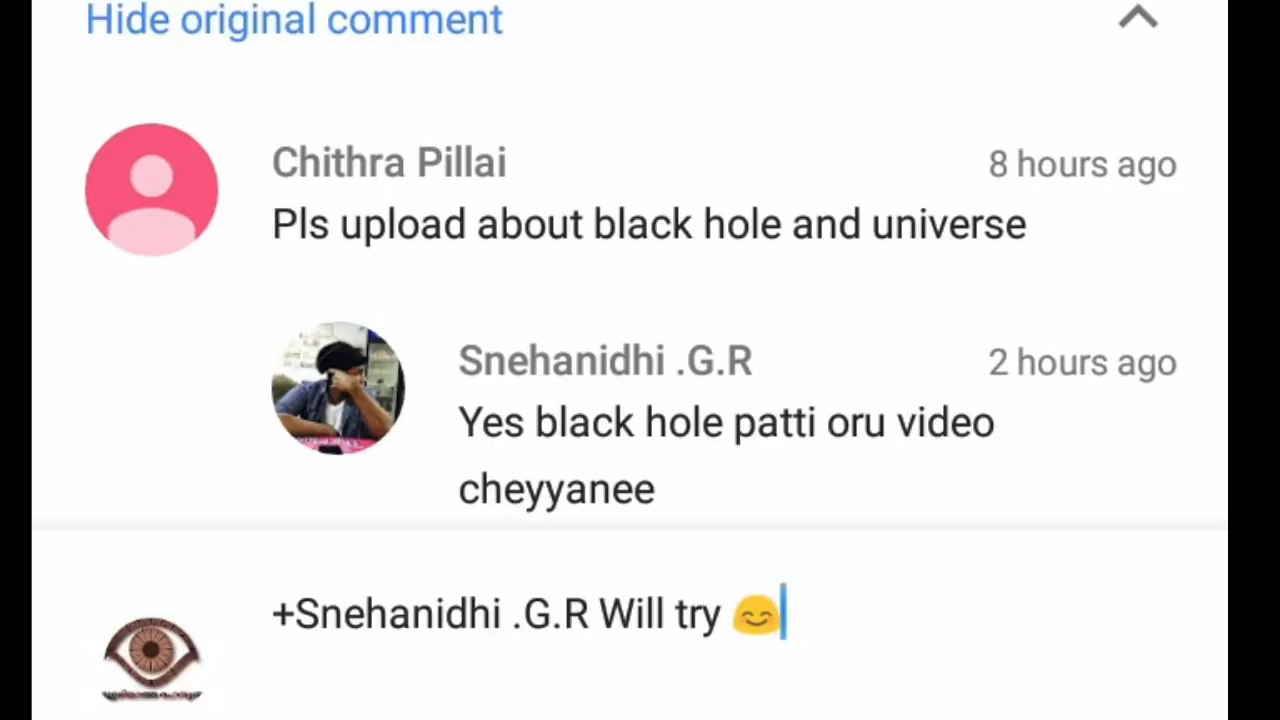 Hide original comment
Chithra Pillai
8 hours ago
Pls upload about black hole and universe
Snehanidhi .G.R
2 hours ago
Yes black hole patti oru video
cheyyanee
+Snehanidhi .G.R Will try 😊